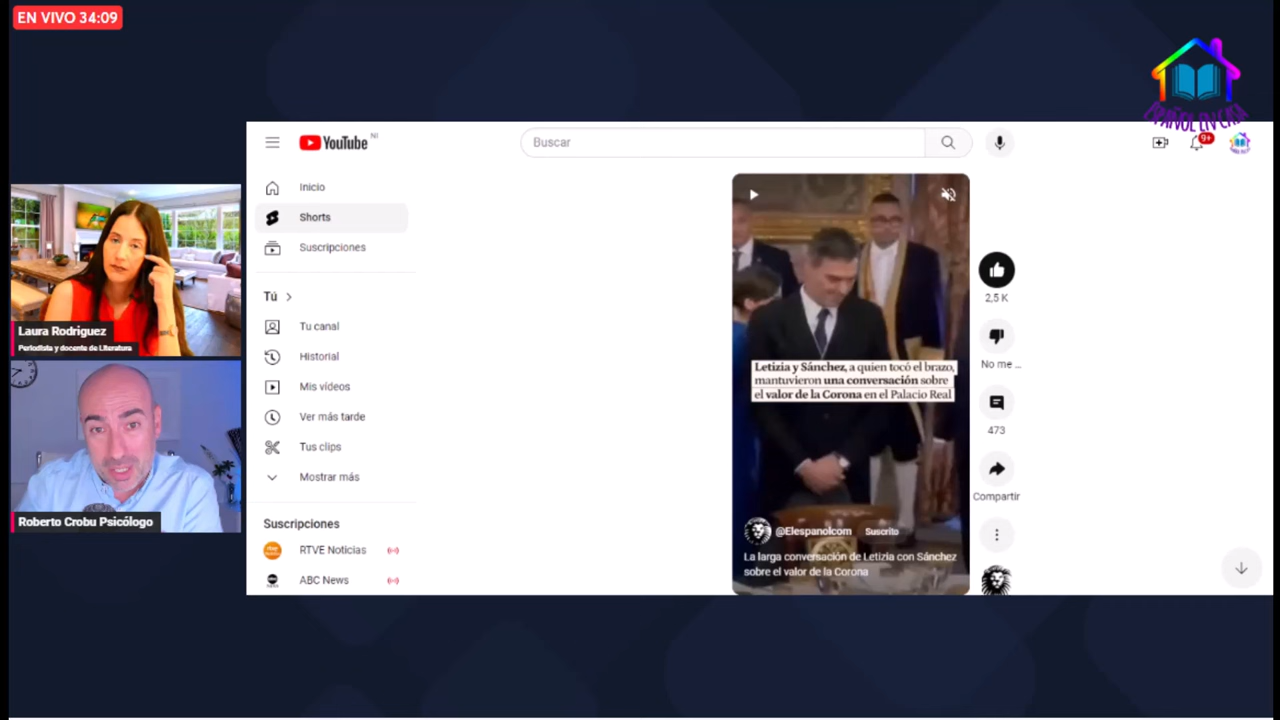 EN VIVO 34:09
ESPAÑOL EN CASA
YouTube NI
Buscar
9+
Inicio
Shorts
Suscripciones
Tú
Tu canal
Historial
Mis vídeos
Ver más tarde
Tus clips
Mostrar más
Suscripciones
RTVE Noticias
ABC News
Laura Rodriguez
Periodista y docente de Literatura
Roberto Crobu Psicólogo
Letizia y Sánchez, a quien tocó el brazo,
mantuvieron una conversación sobre
el valor de la Corona en el Palacio Real
@Elespanolcom Suscrito
La larga conversación de Letizia con Sánchez
sobre el valor de la Corona
2,5 K
No me ...
473
Compartir